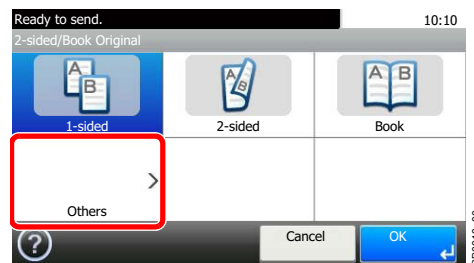 Ready to send. 10:10
2-sided/Book Original
A B A B A B
1-sided 2-sided Book
Others >
? Cancel OK